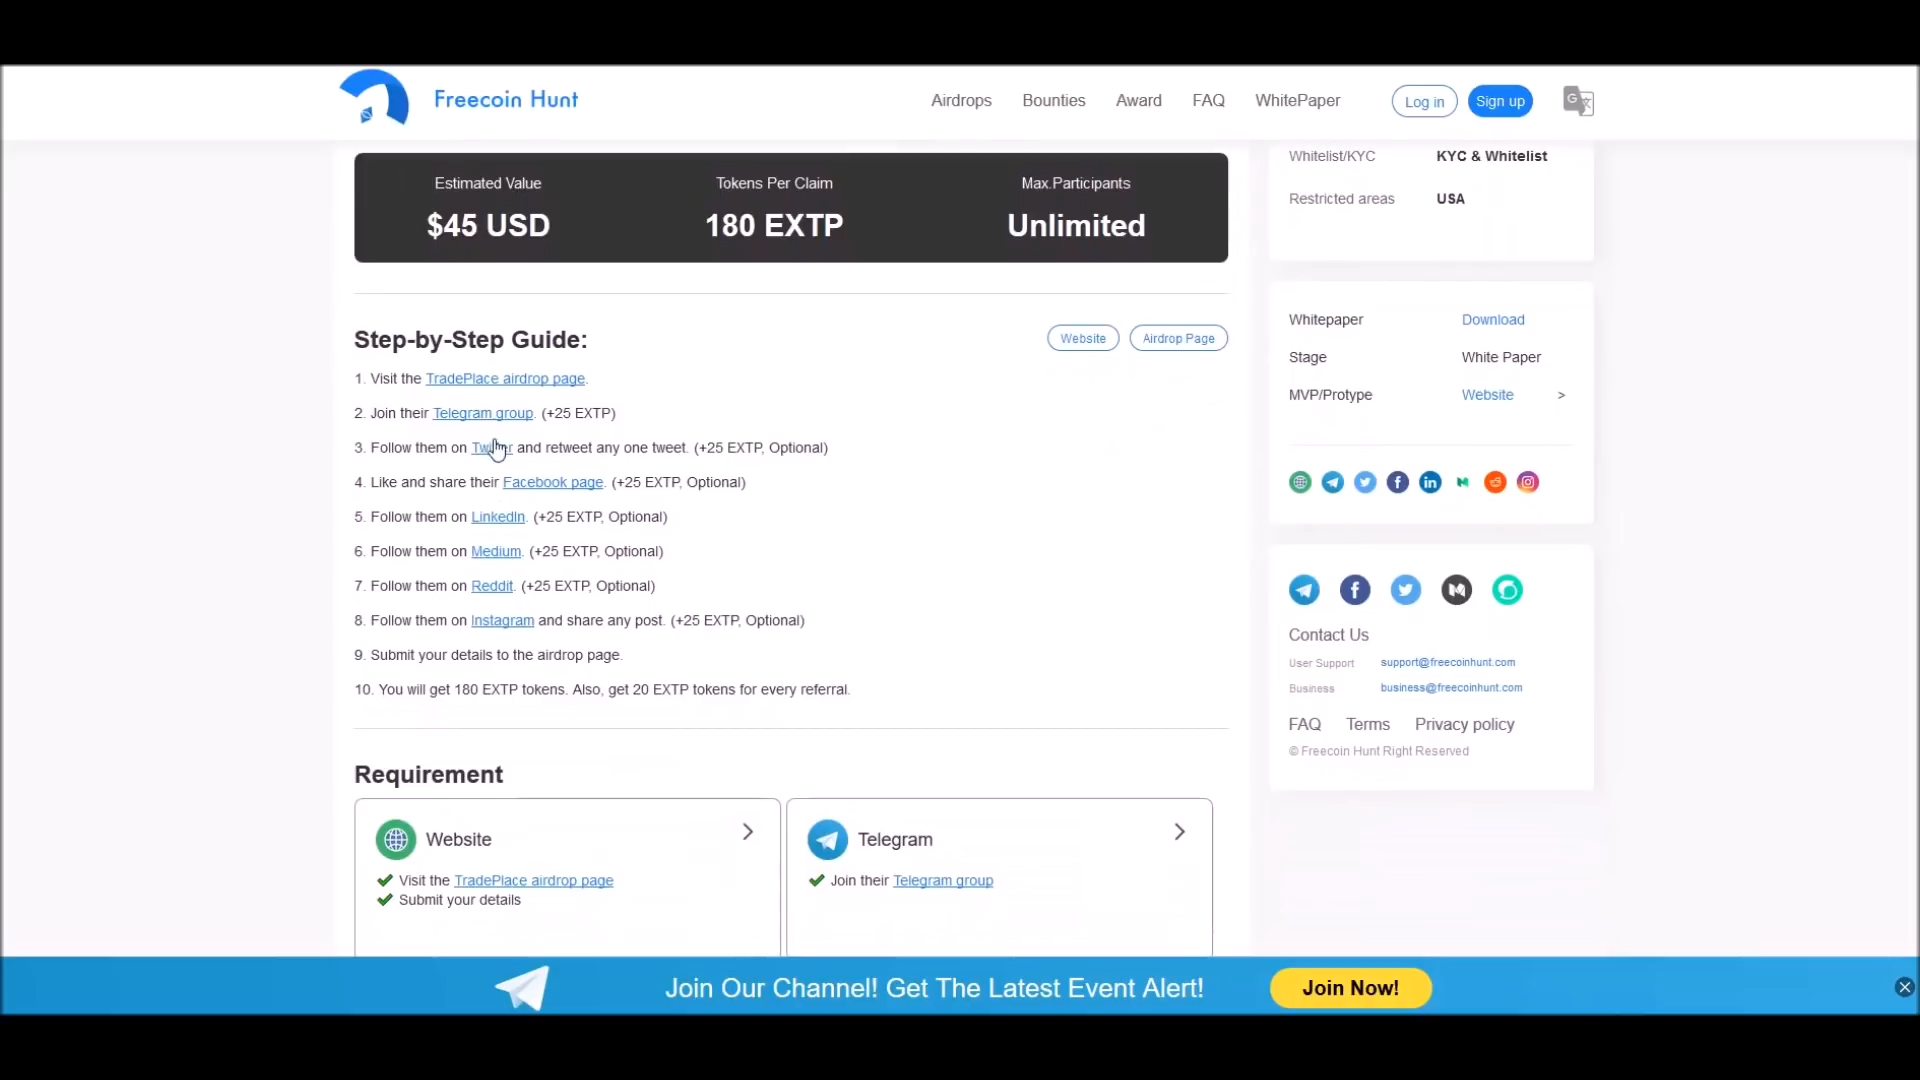 Freecoin Hunt
Airdrops Bounties Award FAQ WhitePaper Log in Sign up
Estimated Value Tokens Per Claim Max.Participants
$45 USD 180 EXTP Unlimited
Whitelist/KYC KYC & Whitelist
Restricted areas USA
Step-by-Step Guide: Website Airdrop Page
1. Visit the TradePlace airdrop page.
2. Join their Telegram group. (+25 EXTP)
3. Follow them on Twitter and retweet any one tweet. (+25 EXTP, Optional)
4. Like and share their Facebook page. (+25 EXTP, Optional)
5. Follow them on LinkedIn. (+25 EXTP, Optional)
6. Follow them on Medium. (+25 EXTP, Optional)
7. Follow them on Reddit. (+25 EXTP, Optional)
8. Follow them on Instagram and share any post. (+25 EXTP, Optional)
9. Submit your details to the airdrop page.
10. You will get 180 EXTP tokens. Also, get 20 EXTP tokens for every referral.
Whitepaper Download
Stage White Paper
MVP/Protype Website >
Contact Us
User Support support@freecoinhunt.com
Business business@freecoinhunt.com
FAQ Terms Privacy policy
© Freecoin Hunt Right Reserved
Requirement
Website
Visit the TradePlace airdrop page
Submit your details
Telegram
Join their Telegram group
Join Our Channel! Get The Latest Event Alert! Join Now!